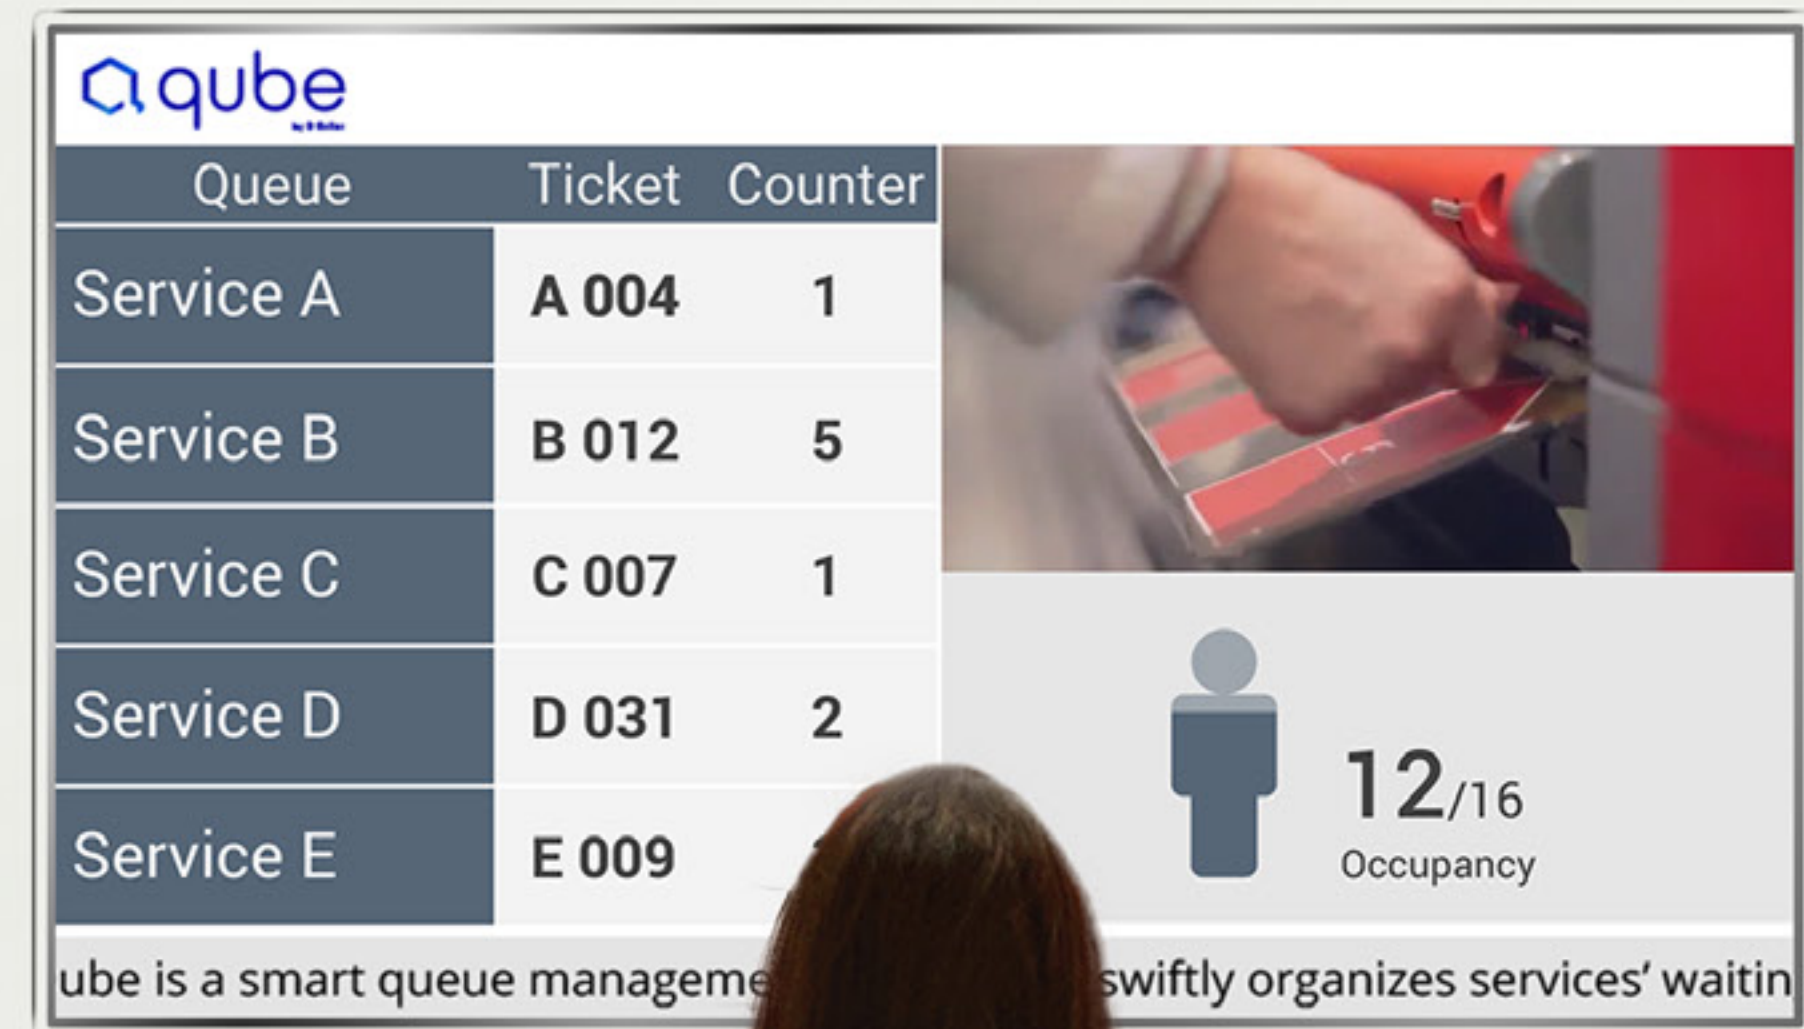 qube
Queue Ticket Counter
Service A A 004 1
Service B B 012 5
Service C C 007 1
Service D D 031 2
Service E E 009
12/16
Occupancy
ube is a smart queue manageme swiftly organizes services’ waitin